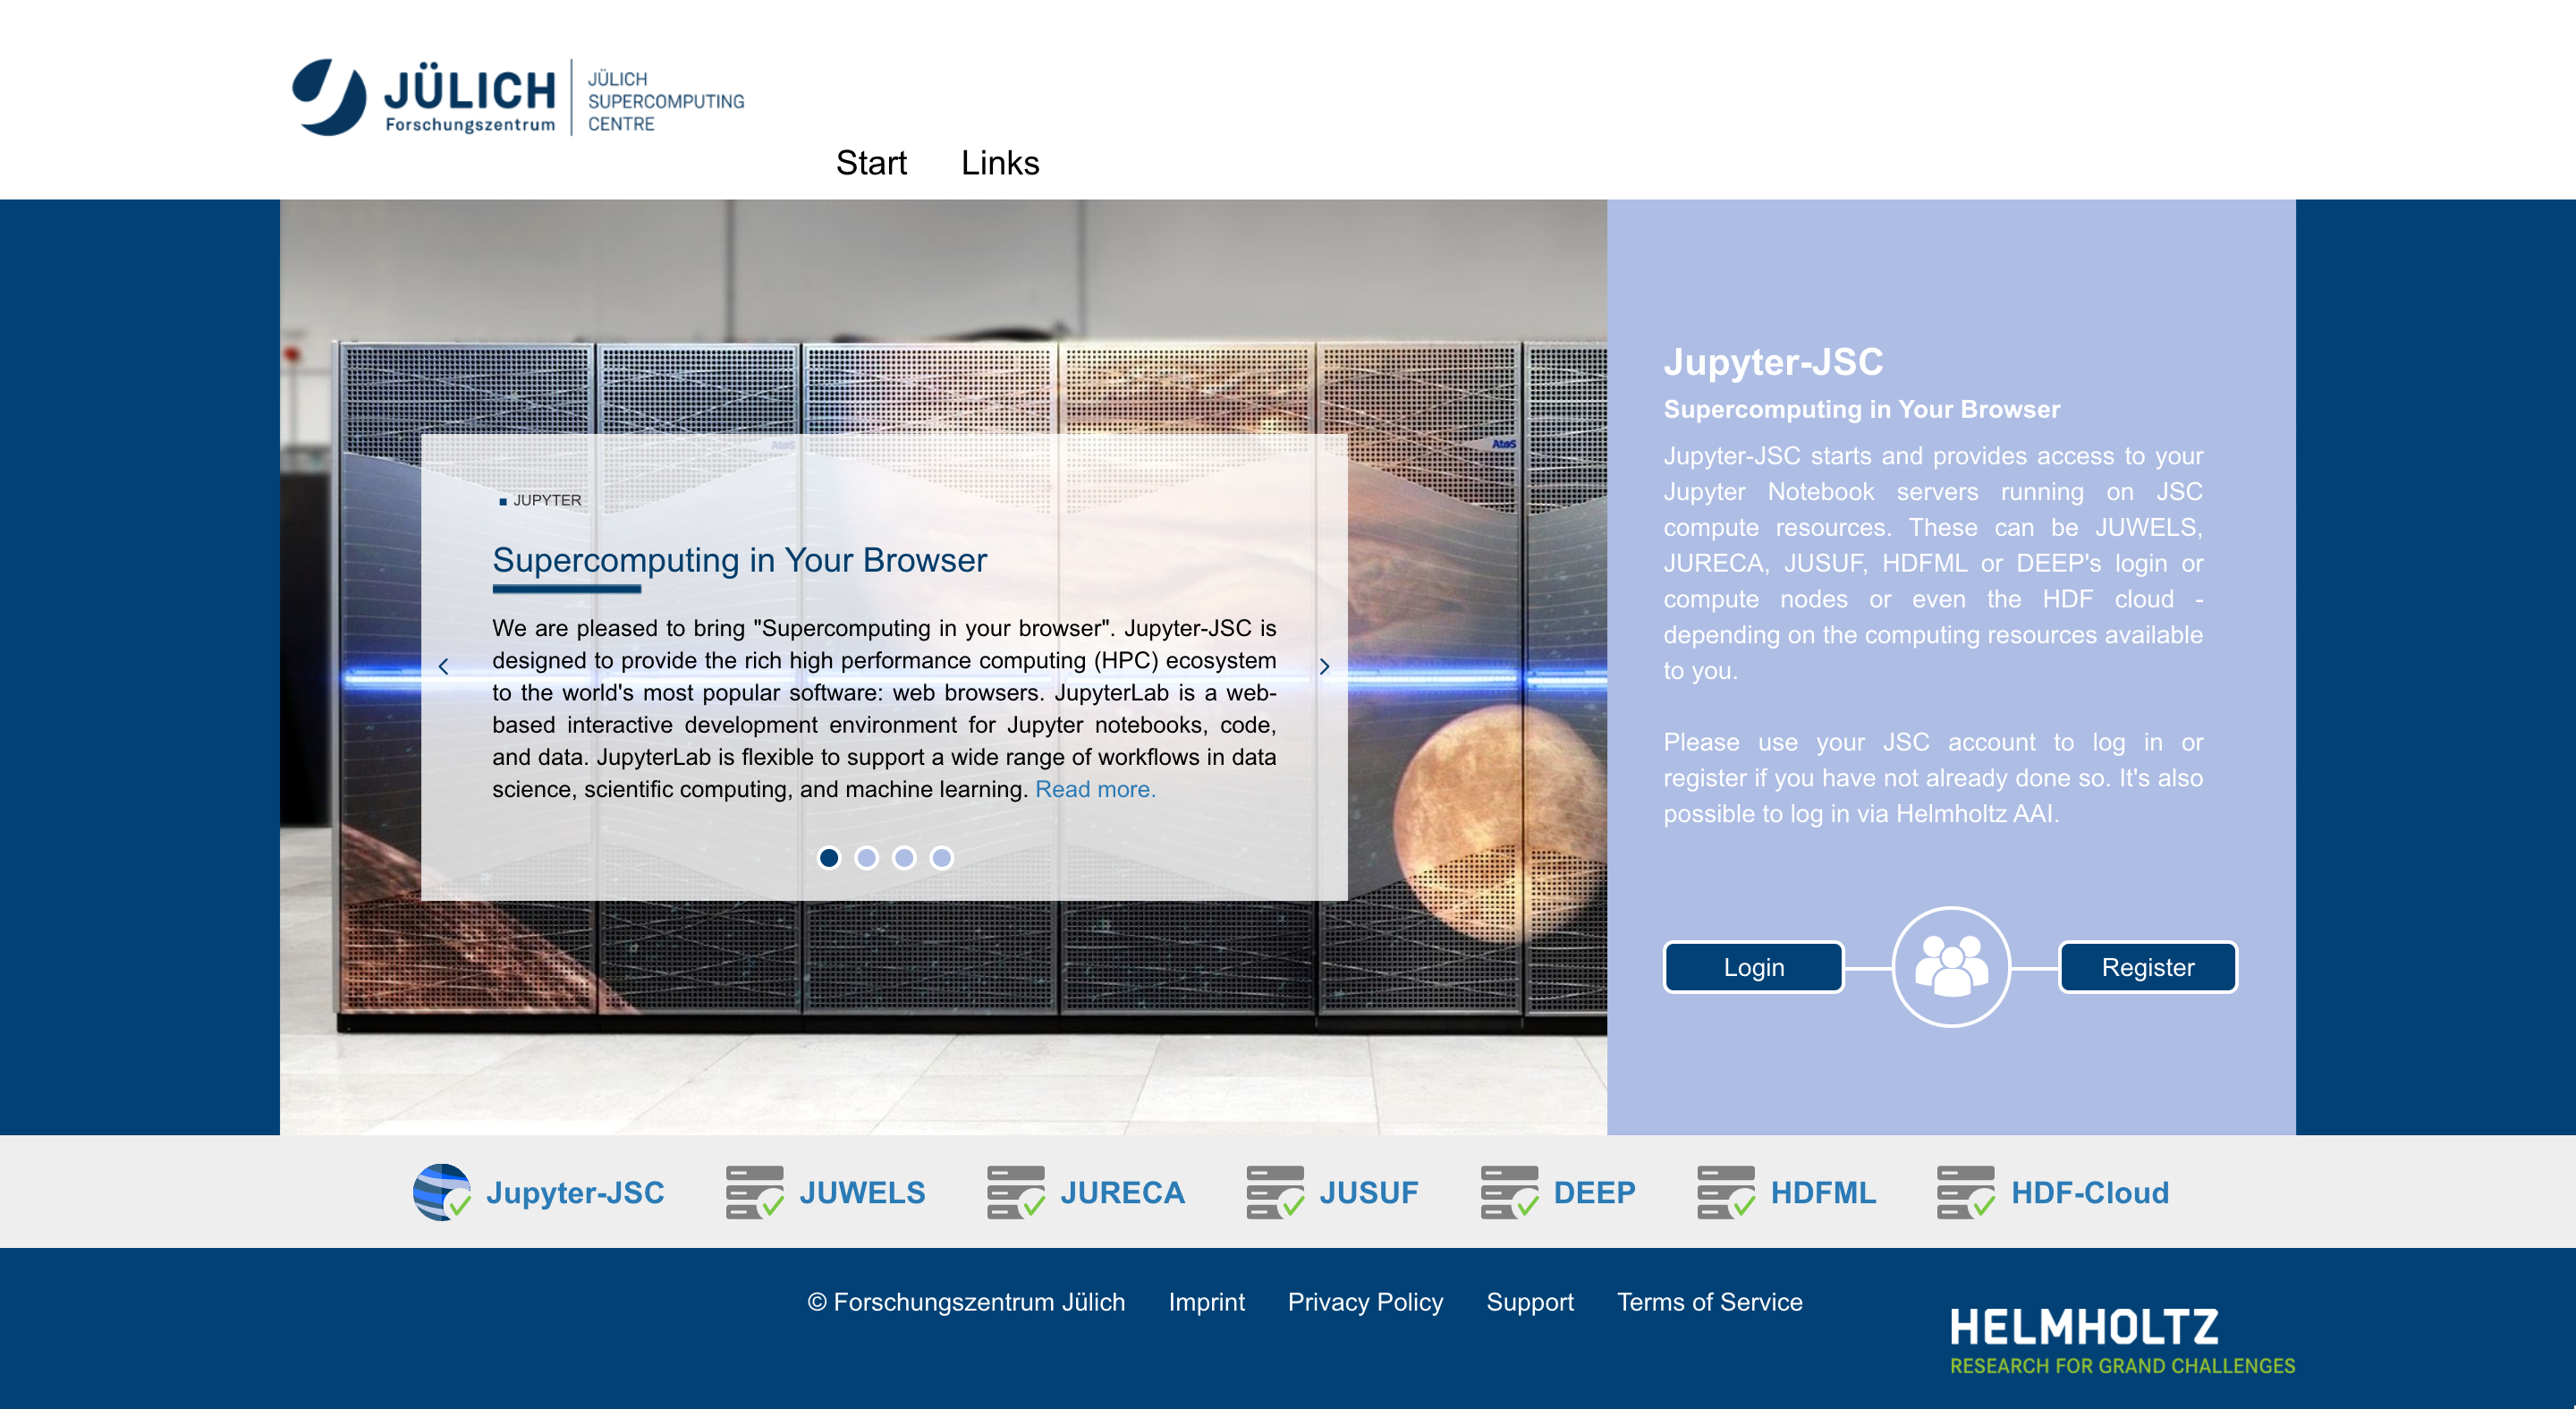 JÜLICH
Forschungszentrum
JÜLICH
SUPERCOMPUTING
CENTRE
Start Links
AtoS
AtoS
JUPYTER
Supercomputing in Your Browser
We are pleased to bring "Supercomputing in your browser". Jupyter-JSC is
designed to provide the rich high performance computing (HPC) ecosystem
to the world's most popular software: web browsers. JupyterLab is a web-
based interactive development environment for Jupyter notebooks, code,
and data. JupyterLab is flexible to support a wide range of workflows in data
science, scientific computing, and machine learning. Read more.
Jupyter-JSC
Supercomputing in Your Browser
Jupyter-JSC starts and provides access to your
Jupyter Notebook servers running on JSC
compute resources. These can be JUWELS,
JURECA, JUSUF, HDFML or DEEP's login or
compute nodes or even the HDF cloud -
depending on the computing resources available
to you.
Please use your JSC account to log in or
register if you have not already done so. It's also
possible to log in via Helmholtz AAI.
Login Register
Jupyter-JSC JUWELS JURECA JUSUF DEEP HDFML HDF-Cloud
© Forschungszentrum Jülich Imprint Privacy Policy Support Terms of Service
HELMHOLTZ
RESEARCH FOR GRAND CHALLENGES